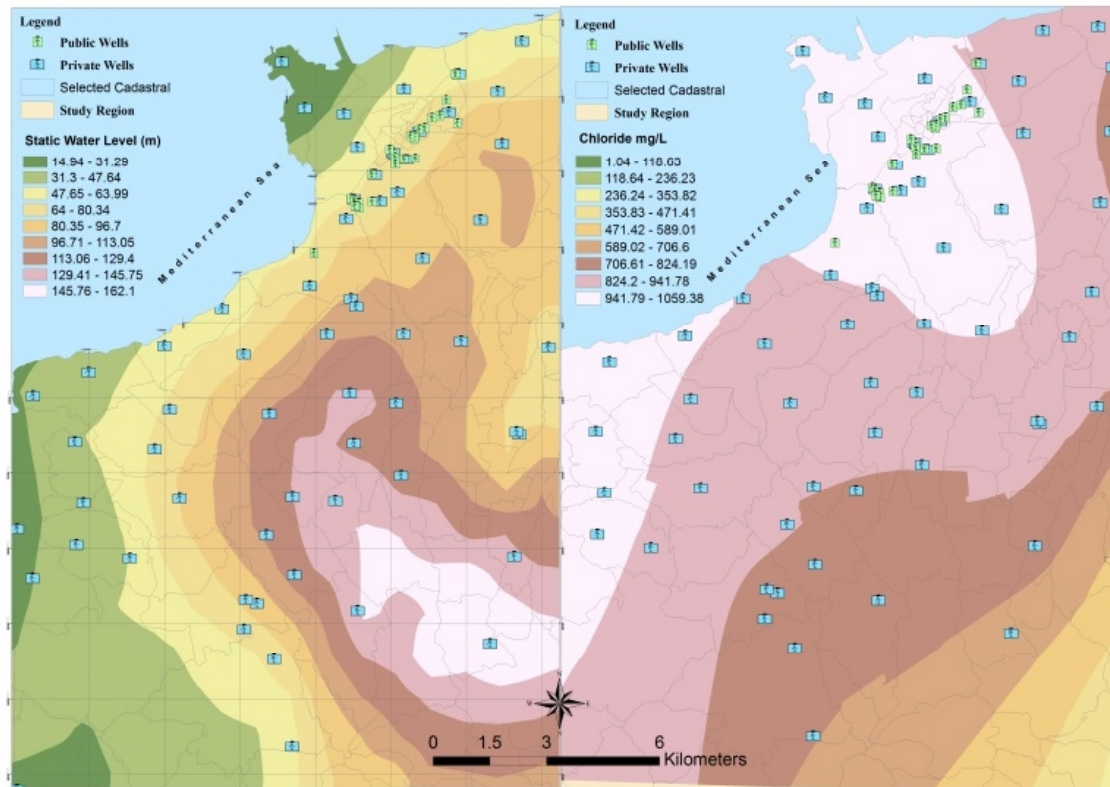 Legend
Public Wells
Private Wells
Selected Cadastral
Study Region
Static Water Level (m)
14.94 - 31.29
31.3 - 47.64
47.65 - 63.99
64 - 80.34
80.35 - 96.7
96.71 - 113.05
113.06 - 129.4
129.41 - 145.75
145.76 - 162.1
Mediterranean Sea
Legend
Public Wells
Private Wells
Selected Cadastral
Study Region
Chloride mg/L
1.04 - 118.63
118.64 - 236.23
236.24 - 353.82
353.83 - 471.41
471.42 - 589.01
589.02 - 706.6
706.61 - 824.19
824.2 - 941.78
941.79 - 1059.38
Mediterranean Sea
N
W E
S
0 1.5 3 6
Kilometers